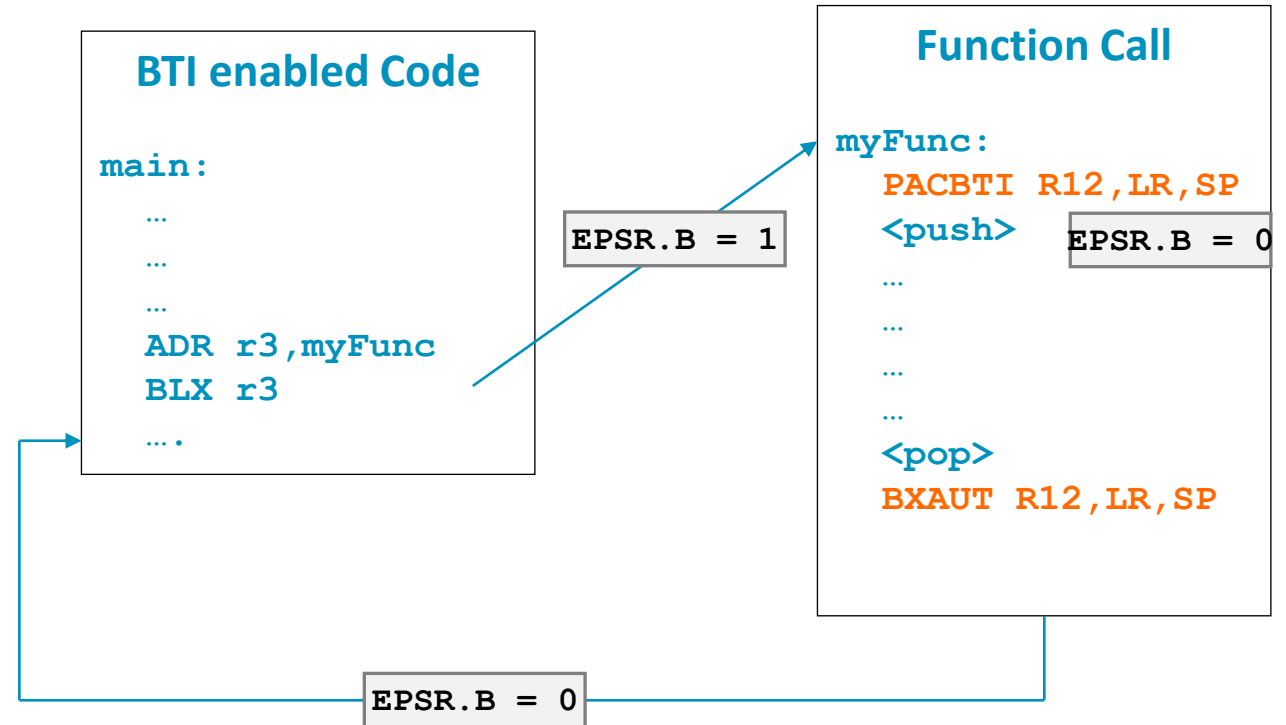 BTI enabled Code
main:
…
…
…
ADR r3,myFunc
BLX r3
….
EPSR.B = 1
Function Call
myFunc:
PACBTI R12,LR,SP
<push>
EPSR.B = 0
…
…
…
…
<pop>
BXAUT R12,LR,SP
EPSR.B = 0